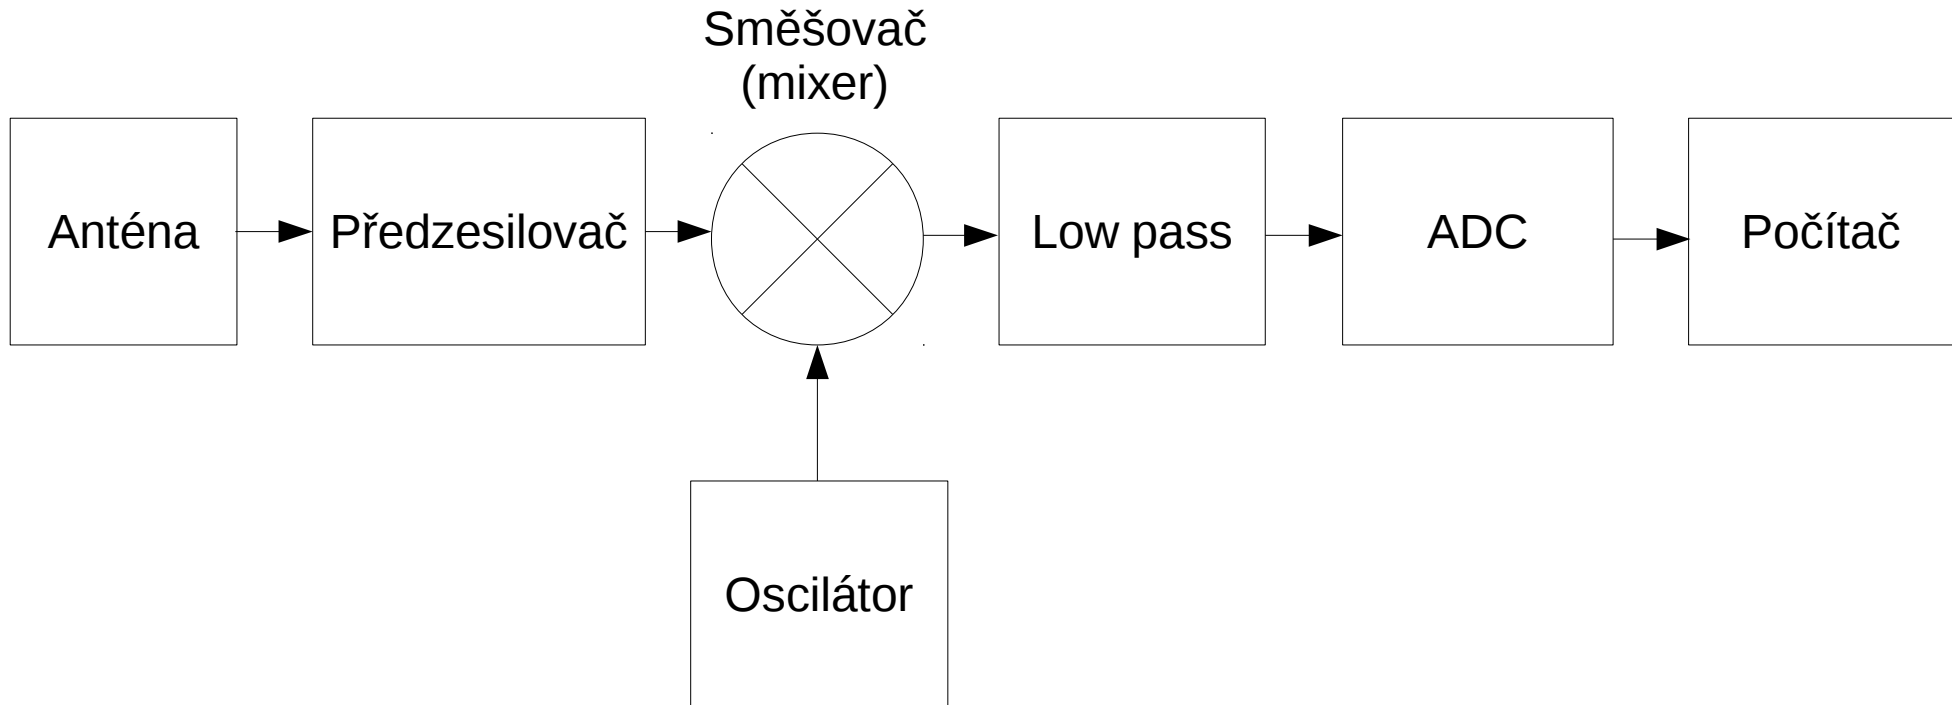 Směšovač
(mixer)
Anténa
Předzesilovač
Low pass
ADC
Počítač
Oscilátor